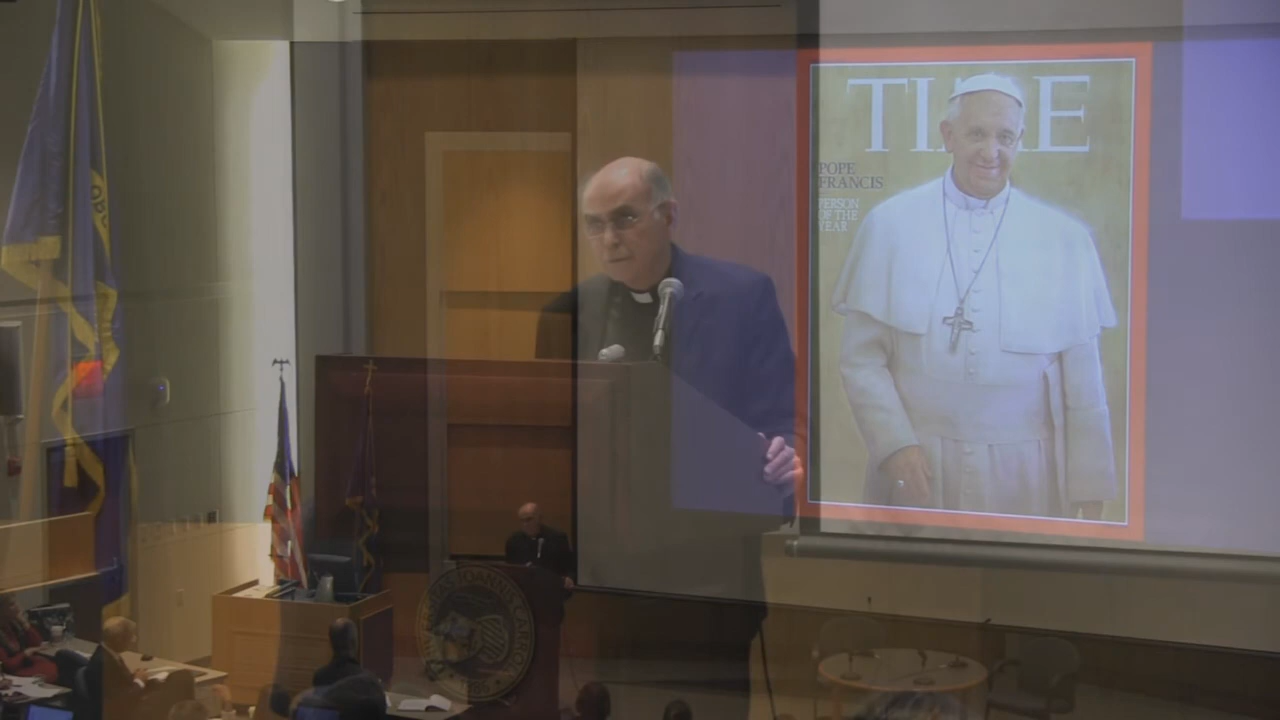 TIME
POPE
FRANCIS
PERSON
OF THE
YEAR